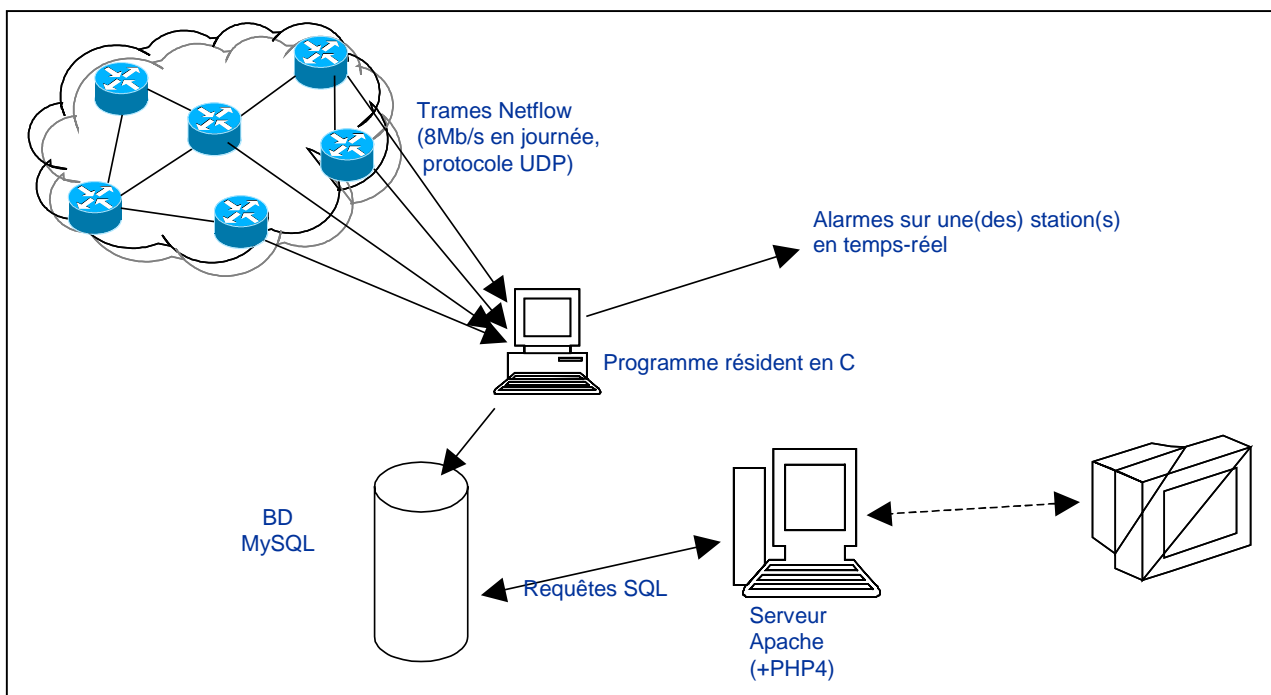 Trames Netflow
(8Mb/s en journée,
protocole UDP)
Alarmes sur une(des) station(s)
en temps-réel
Programme résident en C
BD
MySQL
Requêtes SQL
Serveur
Apache
(+PHP4)